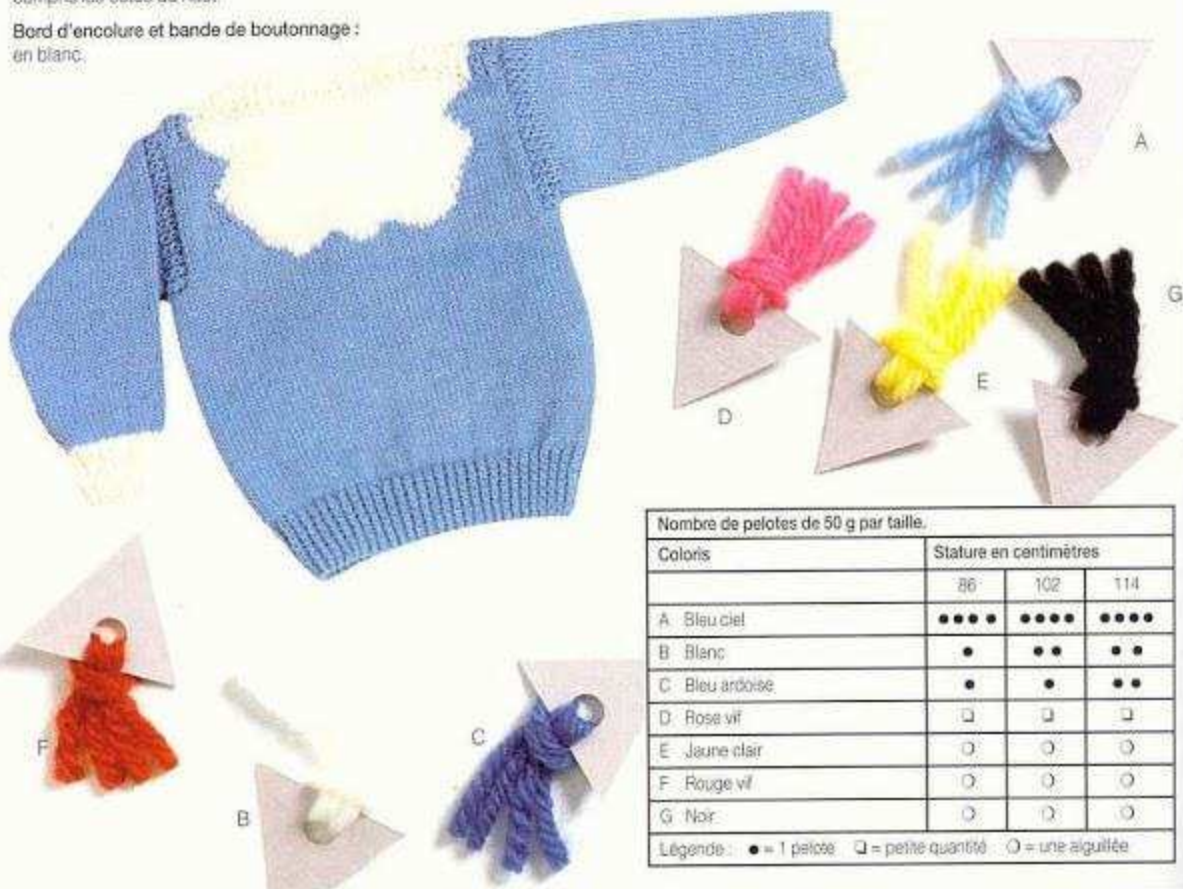 Bord d'encolure et bande de boutonnage :
en blanc.
A
D
E
G
F
B
C
Nombre de pelotes de 50 g par taille.
Coloris Stature en centimètres
86 102 114
A Bleu ciel ●●●● ●●●● ●●●●
B Blanc ● ●● ●●
C Bleu ardoise ● ● ●●
D Rose vif ❑ ❑ ❑
E Jaune clair ❍ ❍ ❍
F Rouge vif ❍ ❍ ❍
G Noir ❍ ❍ ❍
Légende : ● = 1 pelote ❑ = petite quantité ❍ = une aiguillée